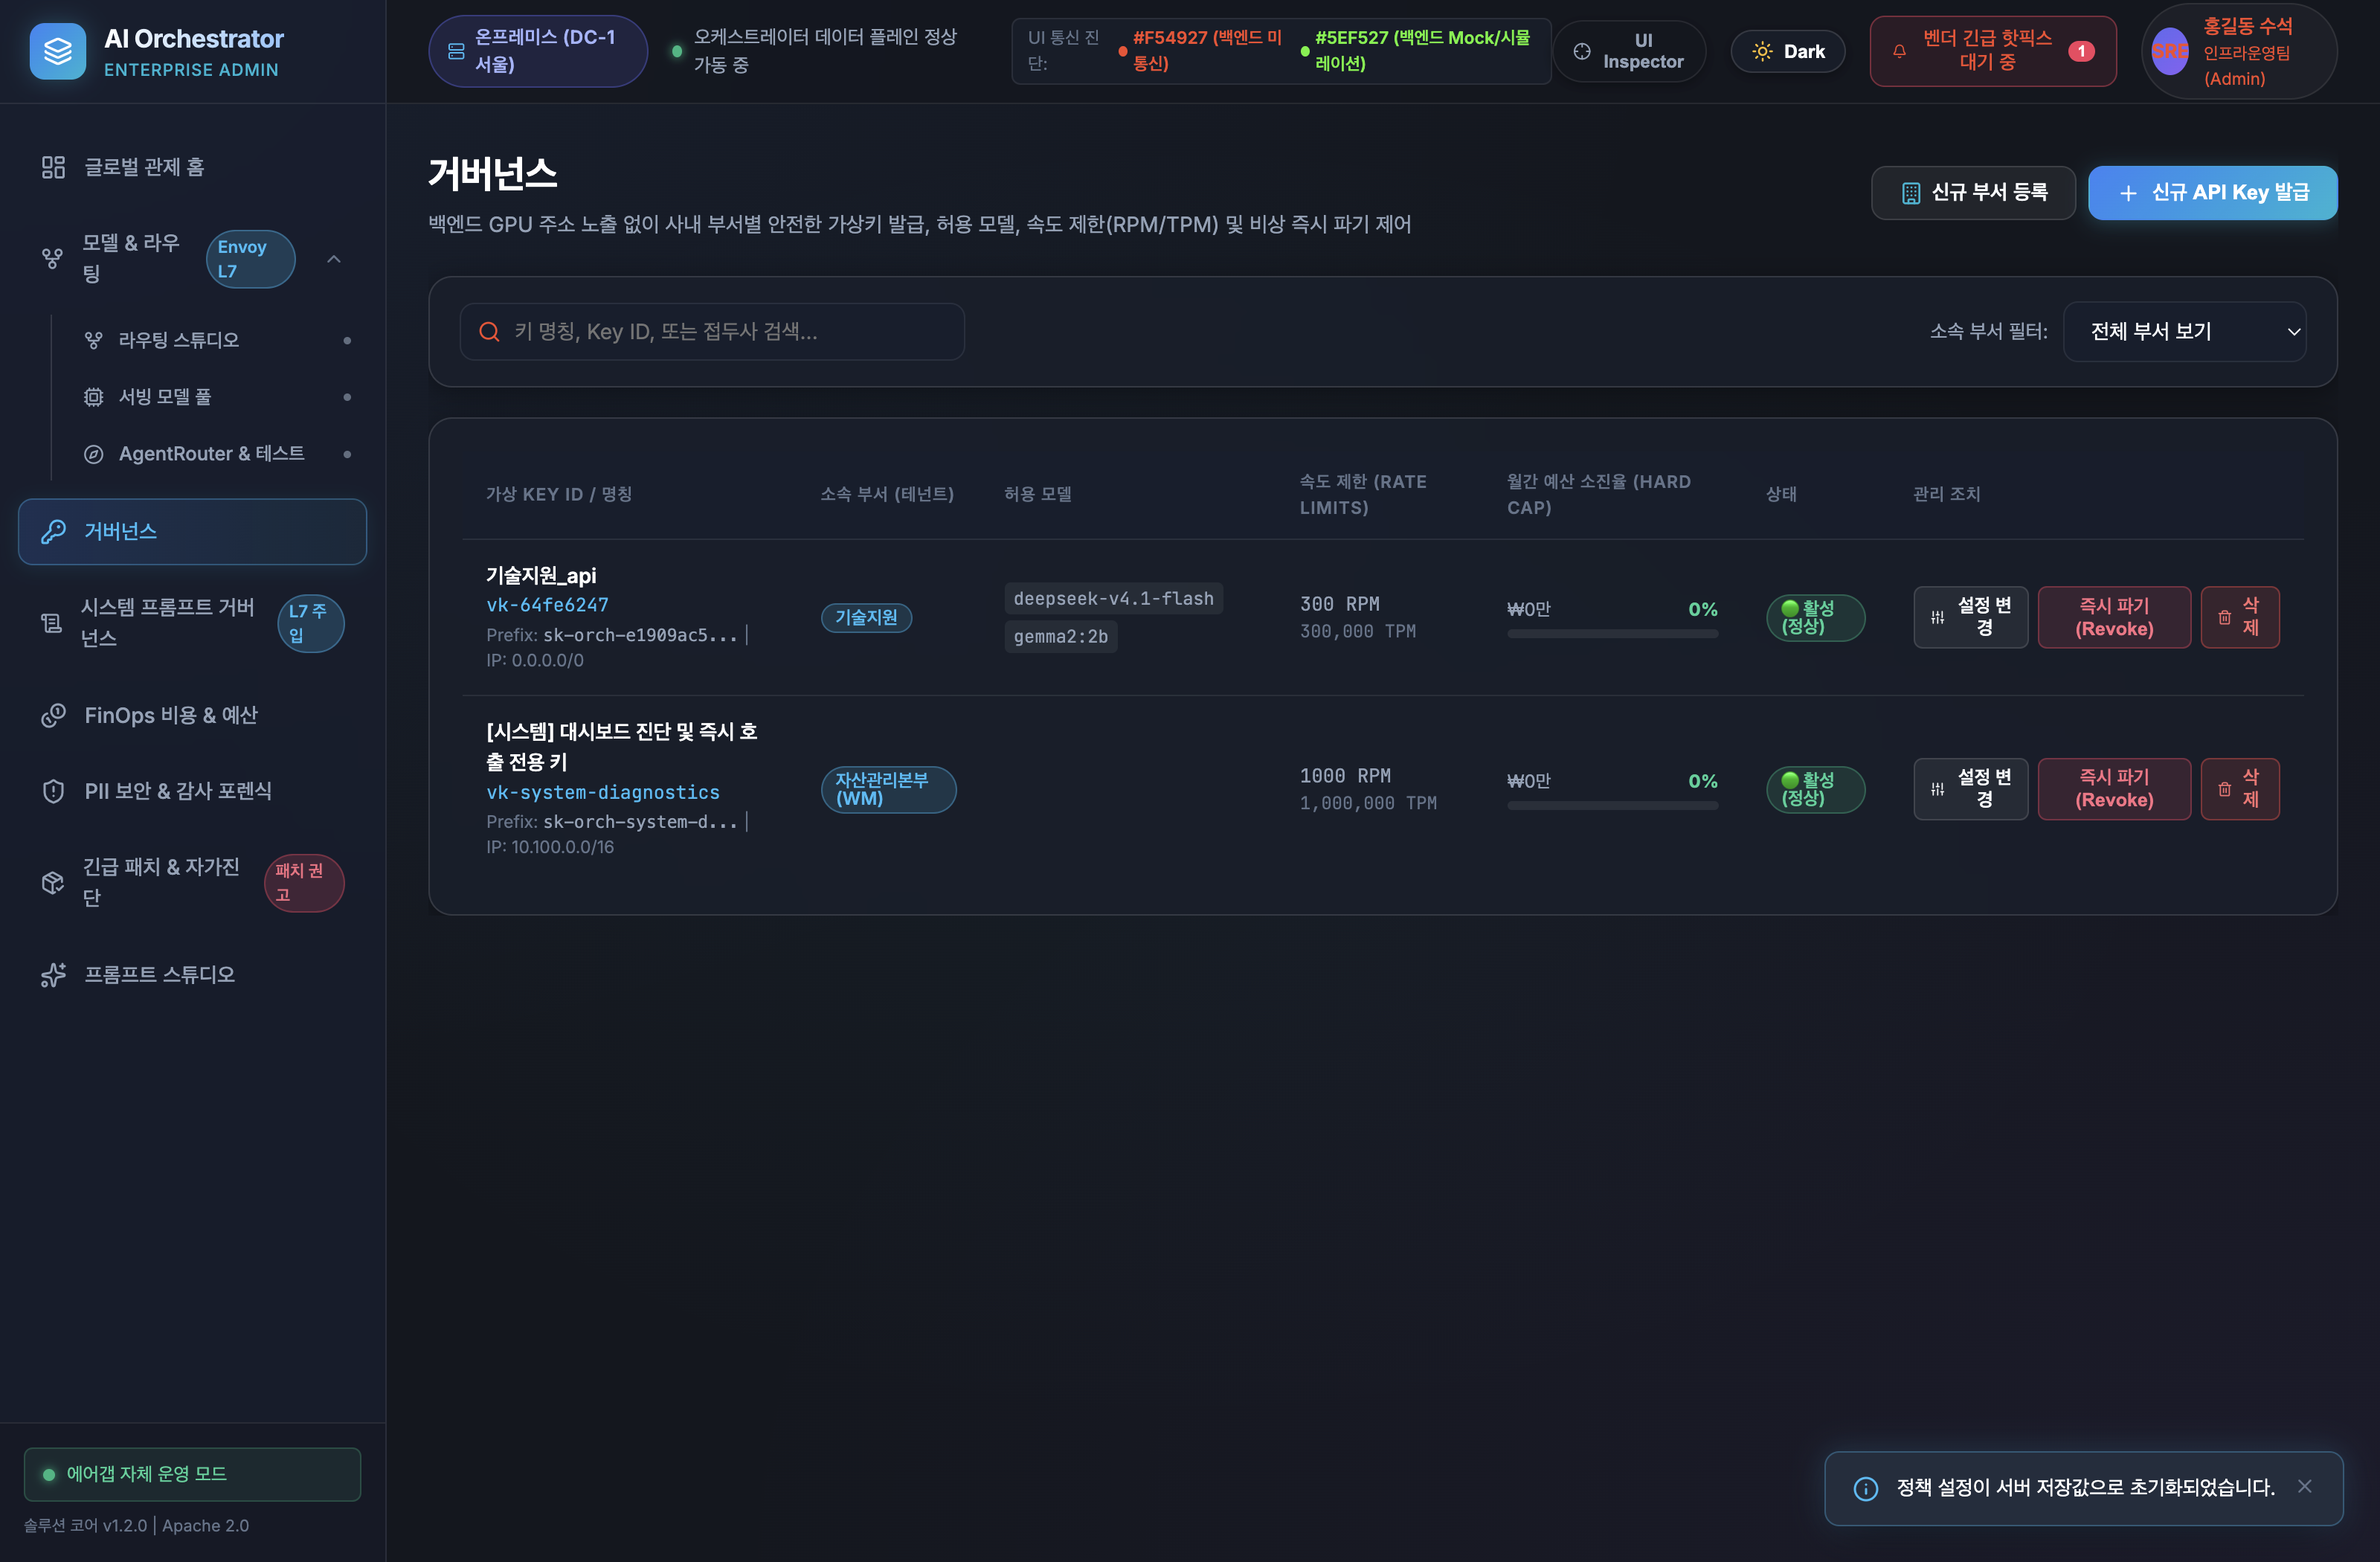 AI Orchestrator
ENTERPRISE ADMIN
온프레미스 (DC-1
서울)
오케스트레이터 데이터 플레인 정상
가동 중
UI 통신 진
단:
#F54927 (백엔드 미
통신)
#5EF527 (백엔드 Mock/시뮬
레이션)
UI
Inspector
Dark
벤더 긴급 핫픽스
대기 중
1
SRE
홍길동 수석
인프라운영팀
(Admin)
글로벌 관제 홈
모델 & 라우
팅
Envoy
L7
라우팅 스튜디오
서빙 모델 풀
AgentRouter & 테스트
거버넌스
시스템 프롬프트 거버
넌스
L7 주
입
FinOps 비용 & 예산
PII 보안 & 감사 포렌식
긴급 패치 & 자가진
단
패치 권
고
프롬프트 스튜디오
에어갭 자체 운영 모드
솔루션 코어 v1.2.0 | Apache 2.0
거버넌스
백엔드 GPU 주소 노출 없이 사내 부서별 안전한 가상키 발급, 허용 모델, 속도 제한(RPM/TPM) 및 비상 즉시 파기 제어
신규 부서 등록
신규 API Key 발급
키 명칭, Key ID, 또는 접두사 검색...
소속 부서 필터:
전체 부서 보기
가상 KEY ID / 명칭
소속 부서 (테넌트)
허용 모델
속도 제한 (RATE
LIMITS)
월간 예산 소진율 (HARD
CAP)
상태
관리 조치
기술지원_api
vk-64fe6247
Prefix: sk-orch-e1909ac5... |
IP: 0.0.0.0/0
기술지원
deepseek-v4.1-flash
gemma2:2b
300 RPM
300,000 TPM
₩0만
0%
활성
(정상)
설정 변
경
즉시 파기
(Revoke)
삭
제
[시스템] 대시보드 진단 및 즉시 호
출 전용 키
vk-system-diagnostics
Prefix: sk-orch-system-d... |
IP: 10.100.0.0/16
자산관리본부
(WM)
1000 RPM
1,000,000 TPM
₩0만
0%
활성
(정상)
설정 변
경
즉시 파기
(Revoke)
삭
제
정책 설정이 서버 저장값으로 초기화되었습니다.